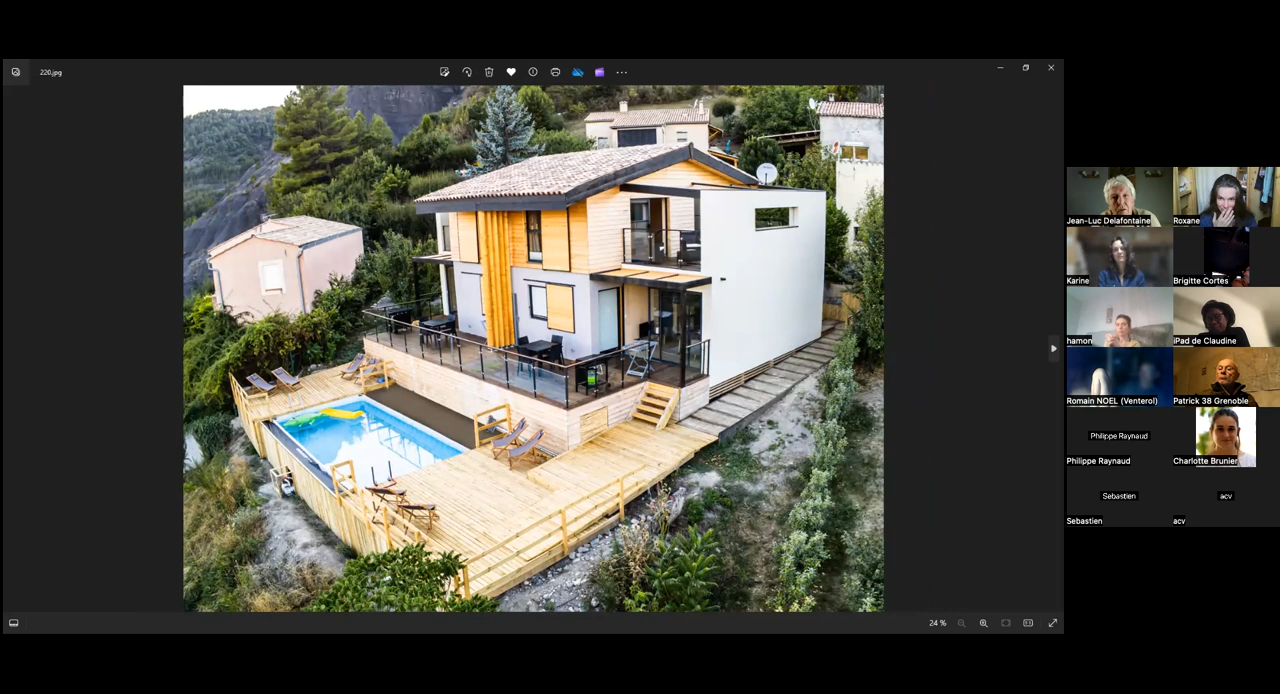 220.jpg
24 %
Jean-Luc Delafontaine
Roxane
Karine
Brigitte Cortes
hamon
iPad de Claudine
Romain NOEL (Venterol)
Patrick 38 Grenoble
Philippe Raynaud
Philippe Raynaud
Charlotte Brunier
Sebastien
acv
Sebastien
acv